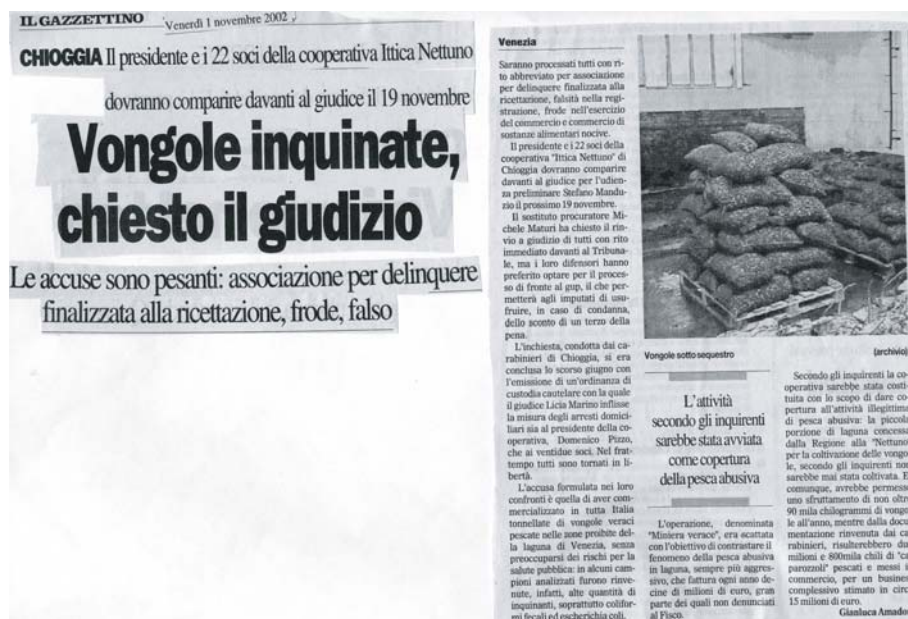 IL GAZZETTINO
Venerdì 1 novembre 2002
CHIOGGIA Il presidente e i 22 soci della cooperativa Ittica Nettuno
dovranno comparire davanti al giudice il 19 novembre
Vongole inquinate,
chiesto il giudizio
Le accuse sono pesanti: associazione per delinquere
finalizzata alla ricettazione, frode, falso
Venezia
Saranno processati tutti con ri-
to abbreviato per associazione
per delinquere finalizzata alla
ricettazione, falsità nella regi-
strazione, frode nell'esercizio
del commercio e commercio di
sostanze alimentari nocive.
Il presidente e i 22 soci della
cooperativa "Ittica Nettuno" di
Chioggia dovranno comparire
davanti al giudice per l'udien-
za preliminare Stefano Mandu-
zio il prossimo 19 novembre.
Il sostituto procuratore Mi-
chele Maturi ha chiesto il rin-
vio a giudizio di tutti con rito
immediato davanti al Tribuna-
le, ma i loro difensori hanno
preferito optare per il proces-
so di fronte al gup, il che per-
metterà agli imputati di usu-
fruire, in caso di condanna,
dello sconto di un terzo della
pena.
L'inchiesta, condotta dai ca-
rabinieri di Chioggia, si era
conclusa lo scorso giugno con
l'emissione di un'ordinanza di
custodia cautelare con la quale
il giudice Licia Marino inflisse
la misura degli arresti domici-
liari sia al presidente della co-
operativa, Domenico Pizzo,
che ai ventidue soci. Nel frat-
tempo tutti sono tornati in li-
bertà.
L'accusa formulata nei loro
confronti è quella di aver com-
mercializzato in tutta Italia
tonnellate di vongole veraci
pescate nelle zone proibite del-
la laguna di Venezia, senza
preoccuparsi dei rischi per la
salute pubblica: in alcuni cam-
pioni analizzati furono rinve-
nute, infatti, alte quantità di
inquinanti, soprattutto colifor-
mi fecali ed escherichia coli.
Vongole sotto sequestro
(archivio)
L'attività
secondo gli inquirenti
sarebbe stata avviata
come copertura
della pesca abusiva
L'operazione, denominata
"Miniera verace", era scattata
con l'obiettivo di contrastare il
fenomeno della pesca abusiva
in laguna, sempre più aggres-
sivo, che fattura ogni anno de-
cine di milioni di euro, gran
parte dei quali non denunciati
al Fisco.
Secondo gli inquirenti la co-
operativa sarebbe stata costi-
tuita con lo scopo di dare co-
pertura all'attività illegittima
di pesca abusiva: la piccola
porzione di laguna concessa
dalla Regione alla "Nettuno"
per la coltivazione delle vongo-
le, secondo gli inquirenti non
sarebbe mai stata coltivata. E
comunque, avrebbe permesso
uno sfruttamento di non oltre
90 mila chilogrammi di vongo
le all'anno, mentre dalla docu
mentazione rinvenuta dai ca
rabinieri, risulterebbero du
milioni e 800mila chili di "ca
parozzoli" pescati e messi i
commercio, per un busines
complessivo stimato in circ
15 milioni di euro.
Gianluca Amado